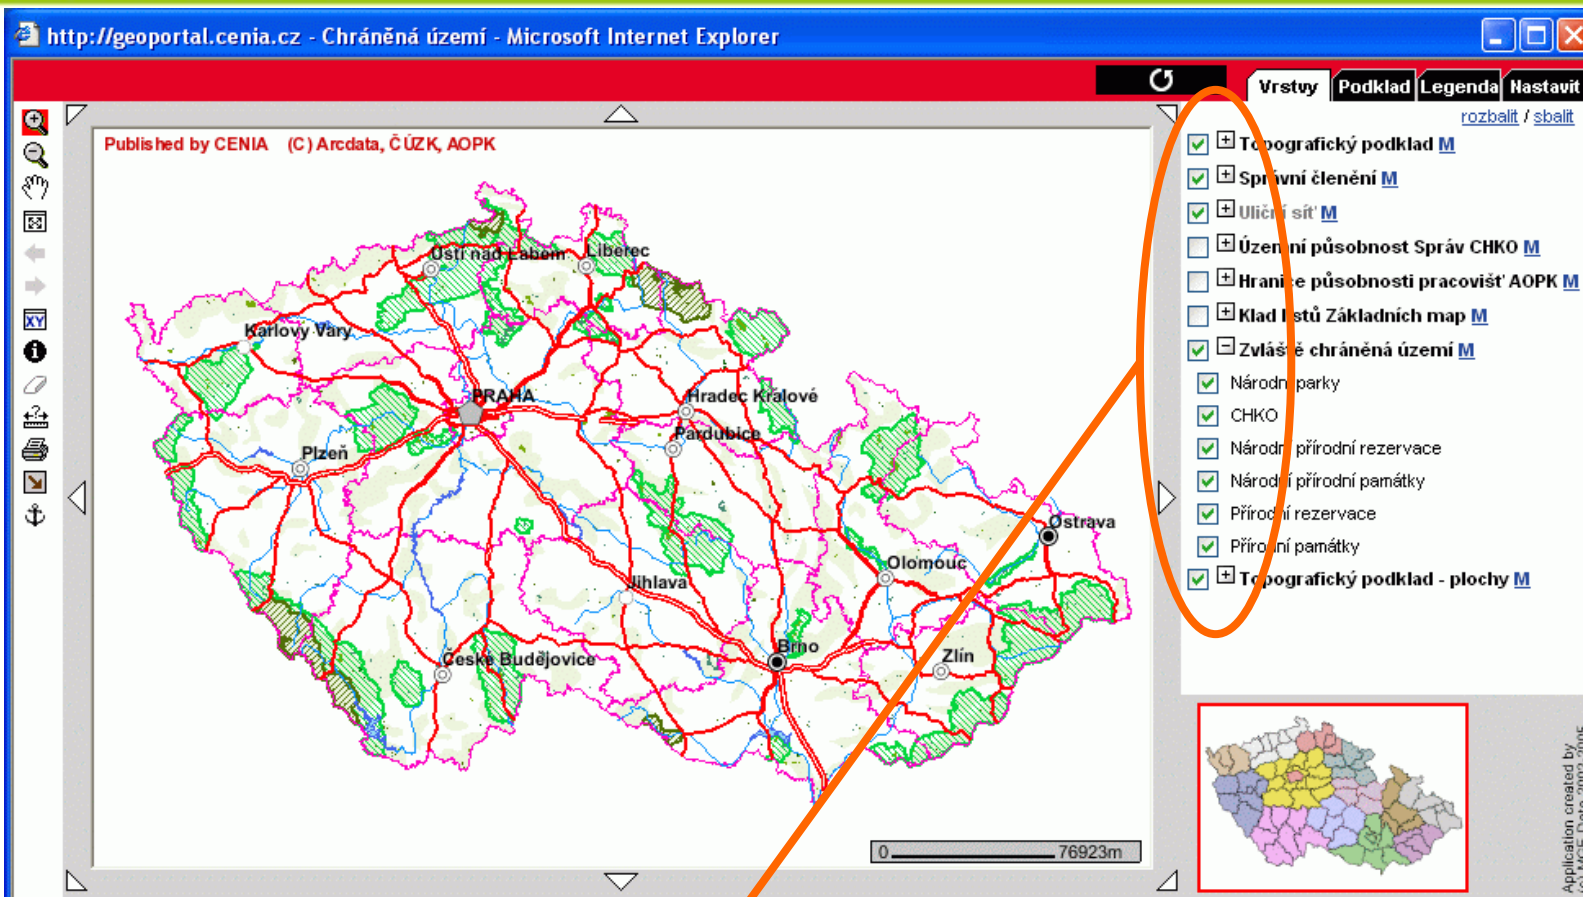 http://geoportal.cenia.cz - Chráněná území - Microsoft Internet Explorer
Vrstvy Podklad Legenda Nastavit
rozbalit / sbalit
Published by CENIA (C) Arcdata, ČÚZK, AOPK
Topografický podklad M
Správní členění M
Uliční síť M
Územní působnost Správ CHKO M
Hranice působnosti pracovišť AOPK M
Klad listů Základních map M
Zvláště chráněná území M
Národní parky
CHKO
Národní přírodní rezervace
Národní přírodní památky
Přírodní rezervace
Přírodní památky
Topografický podklad - plochy M
XY
Ústí nad Labem
Liberec
Karlovy Vary
PRAHA
Hradec Králové
Pardubice
Plzeň
Ostrava
Olomouc
Jihlava
Brno
Zlín
České Budějovice
0 76923m
Application created by